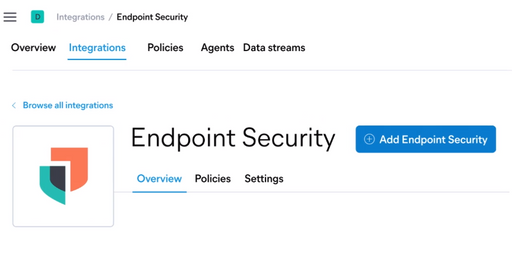 D Integrations / Endpoint Security
Overview Integrations Policies Agents Data streams
Browse all integrations
Endpoint Security
Add Endpoint Security
Overview Policies Settings